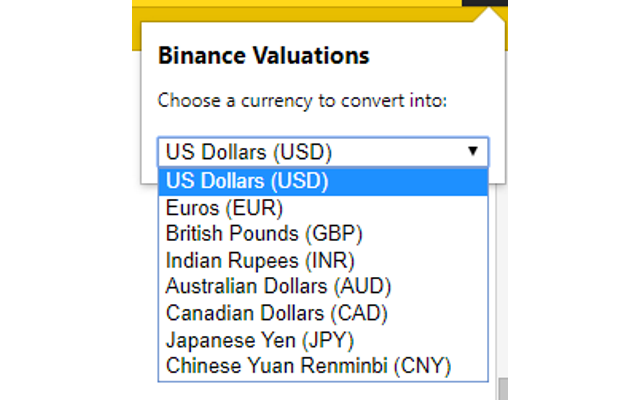 Binance Valuations
Choose a currency to convert into:
US Dollars (USD)
US Dollars (USD)
Euros (EUR)
British Pounds (GBP)
Indian Rupees (INR)
Australian Dollars (AUD)
Canadian Dollars (CAD)
Japanese Yen (JPY)
Chinese Yuan Renminbi (CNY)